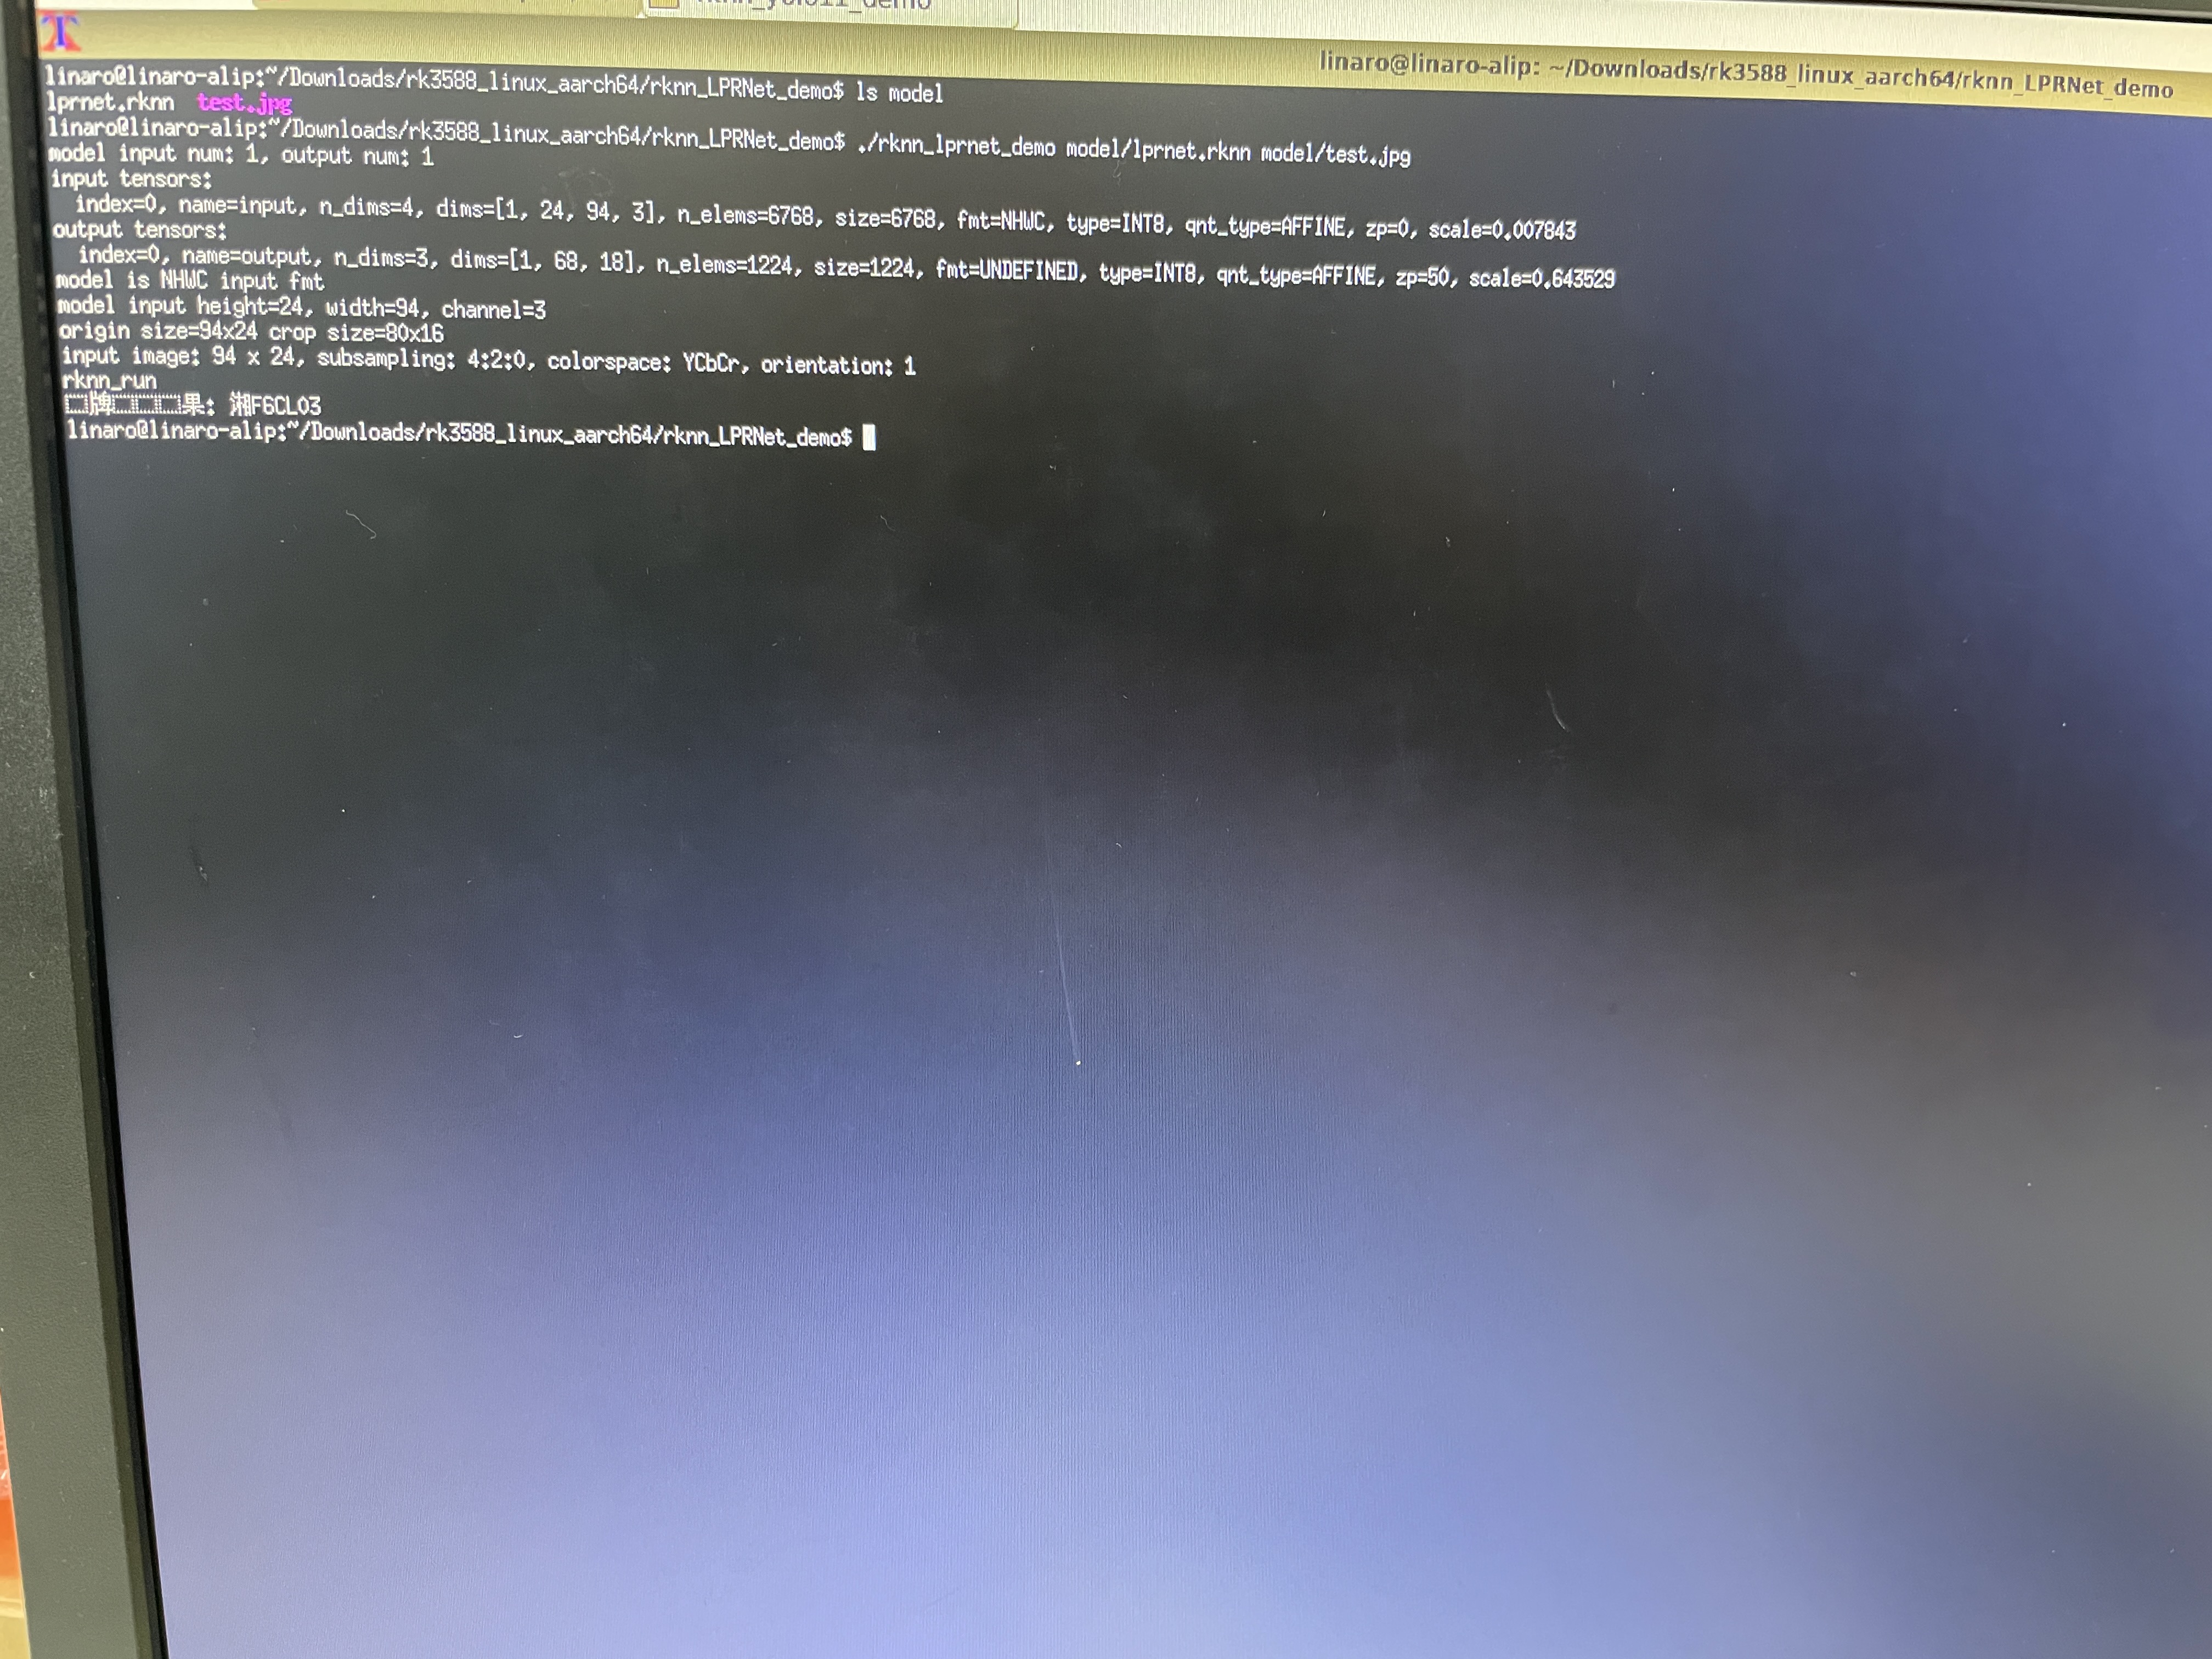 linaro@linaro-alip: ~/Downloads/rk3588_linux_aarch64/rknn_LPRNet_demo
linaro@linaro-alip:~/Downloads/rk3588_linux_aarch64/rknn_LPRNet_demo$ ls model
lprnet.rknn test.jpg
linaro@linaro-alip:~/Downloads/rk3588_linux_aarch64/rknn_LPRNet_demo$ ./rknn_lprnet_demo model/lprnet.rknn model/test.jpg
model input num: 1, output num: 1
input tensors:
index=0, name=input, n_dims=4, dims=[1, 24, 94, 3], n_elems=6768, size=6768, fmt=NHWC, type=INT8, qnt_type=AFFINE, zp=0, scale=0.007843
output tensors:
index=0, name=output, n_dims=3, dims=[1, 68, 18], n_elems=1224, size=1224, fmt=UNDEFINED, type=INT8, qnt_type=AFFINE, zp=50, scale=0.643529
model is NHWC input fmt
model input height=24, width=94, channel=3
origin size=94x24 crop size=80x16
input image: 94 x 24, subsampling: 4:2:0, colorspace: YCbCr, orientation: 1
rknn_run
牌果: 湘F6CL03
linaro@linaro-alip:~/Downloads/rk3588_linux_aarch64/rknn_LPRNet_demo$